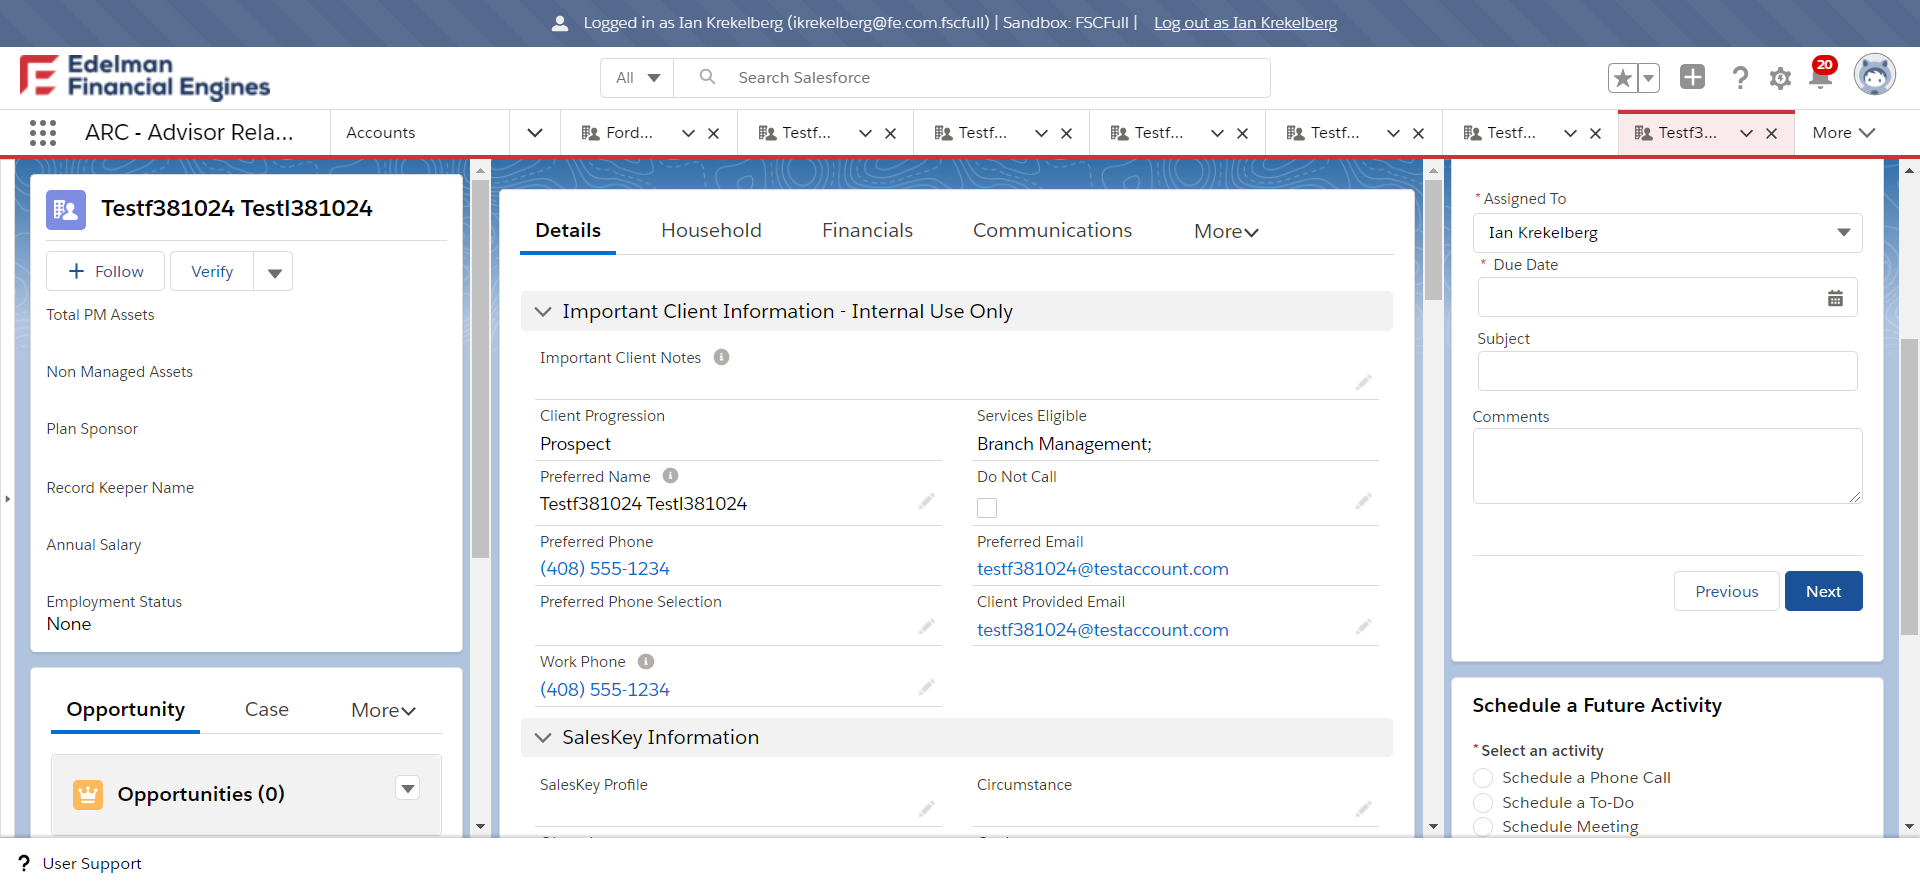 Logged in as Ian Krekelberg (ikrekelberg@fe.com.fscfull) | Sandbox: FSCFull | Log out as Ian Krekelberg
Edelman
Financial Engines
All
Search Salesforce
20
ARC - Advisor Rela...
Accounts
Ford...
Testf...
Testf...
Testf...
Testf...
Testf...
Testf3...
More
Testf381024 Testl381024
Follow
Verify
Total PM Assets
Non Managed Assets
Plan Sponsor
Record Keeper Name
Annual Salary
Employment Status
None
Opportunity
Case
More
Opportunities (0)
Details
Household
Financials
Communications
More
Important Client Information - Internal Use Only
Important Client Notes
Client Progression
Prospect
Services Eligible
Branch Management;
Preferred Name
Testf381024 Testl381024
Do Not Call
Preferred Phone
(408) 555-1234
Preferred Email
testf381024@testaccount.com
Preferred Phone Selection
Client Provided Email
testf381024@testaccount.com
Work Phone
(408) 555-1234
SalesKey Information
SalesKey Profile
Circumstance
* Assigned To
Ian Krekelberg
* Due Date
Subject
Comments
Previous
Next
Schedule a Future Activity
* Select an activity
Schedule a Phone Call
Schedule a To-Do
Schedule Meeting
? User Support